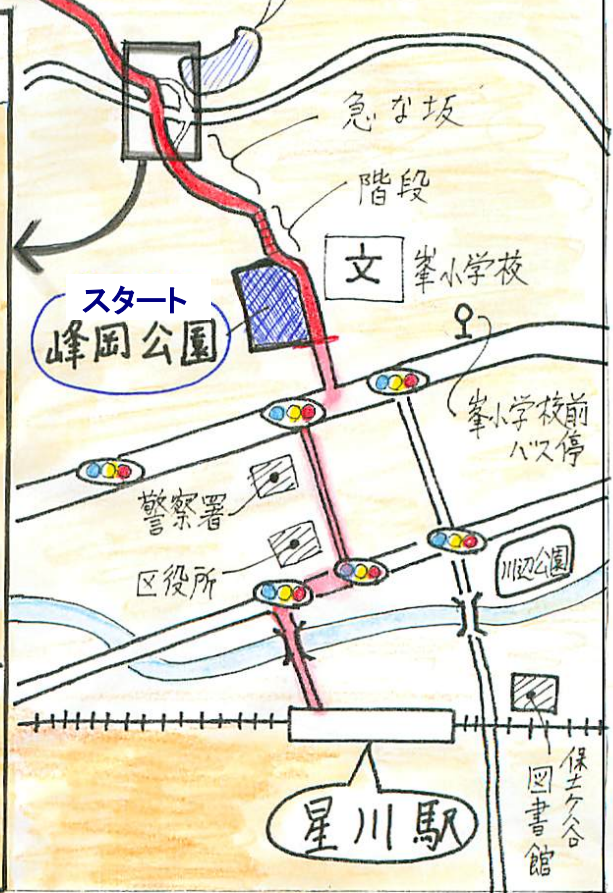 急な坂
階段
文
峯小学校
スタート
峰岡公園
峯小学校前
バス停
警察署
区役所
川辺公園
星川駅
保土ヶ谷
図書館